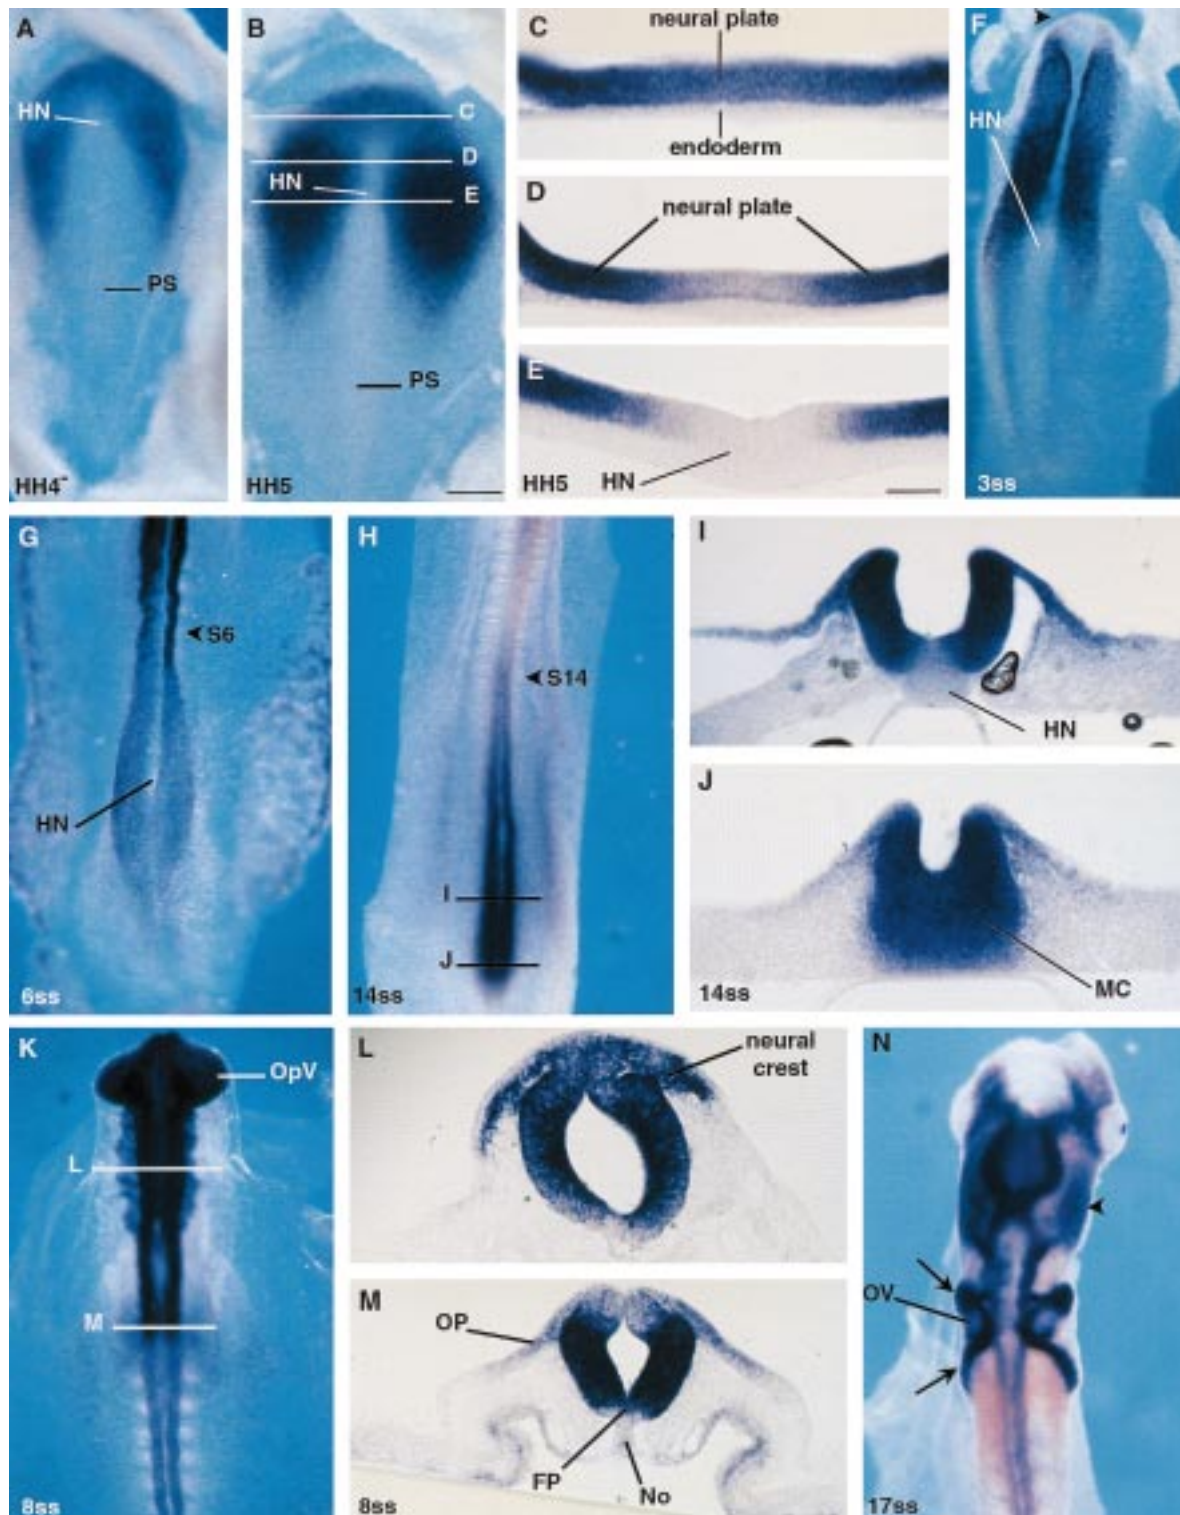 A
HN
PS
HH4-
B
C
D
HN
E
PS
HH5
C
neural plate
endoderm
D
neural plate
E
HH5
HN
F
HN
3ss
G
S6
HN
6ss
H
S14
I
J
14ss
I
HN
J
14ss
MC
K
OpV
L
M
8ss
L
neural
crest
M
OP
FP
No
8ss
N
OV
17ss